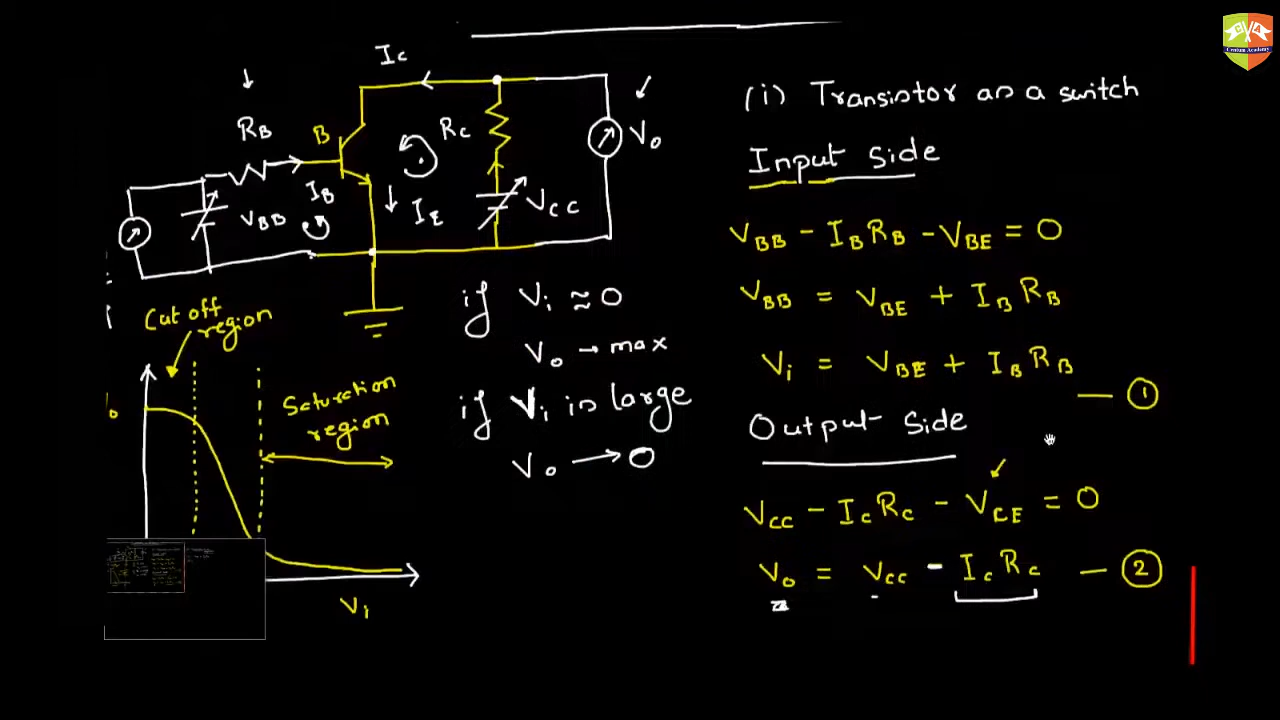 Centum Academy
Ic
RB
B
Rc
Vo
IB
VBB
IE
Vcc
Cut off region
Saturation region
Vi
if Vi ≈ 0
Vo → max
if Vi is large
Vo → 0
(i) Transistor as a switch
Input side
VBB - IBRB - VBE = 0
VBB = VBE + IBRB
Vi = VBE + IBRB — ①
Output side
Vcc - IcRc - VCE = 0
Vo = Vcc - IcRc — ②